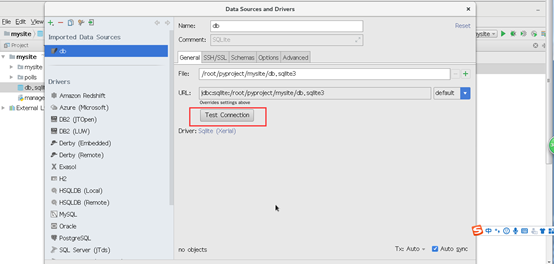 Data Sources and Drivers
File Edit View
mysite
Project
mysite
mysite
polls
db.sqlite3
manage
External L
Imported Data Sources
db
Drivers
Amazon Redshift
Azure (Microsoft)
DB2 (JTOpen)
DB2 (LUW)
Derby (Embedded)
Derby (Remote)
Exasol
H2
HSQLDB (Local)
HSQLDB (Remote)
MySQL
Oracle
PostgreSQL
SQL Server (jTds)
Name: db Reset
Comment: SQLite
General SSH/SSL Schemas Options Advanced
File: /root/pyproject/mysite/db.sqlite3
URL: jdbc:sqlite:/root/pyproject/mysite/db.sqlite3 default
Overrides settings above
Test Connection
Driver: Sqlite (Xerial)
no objects Tx: Auto Auto sync
mysite
中